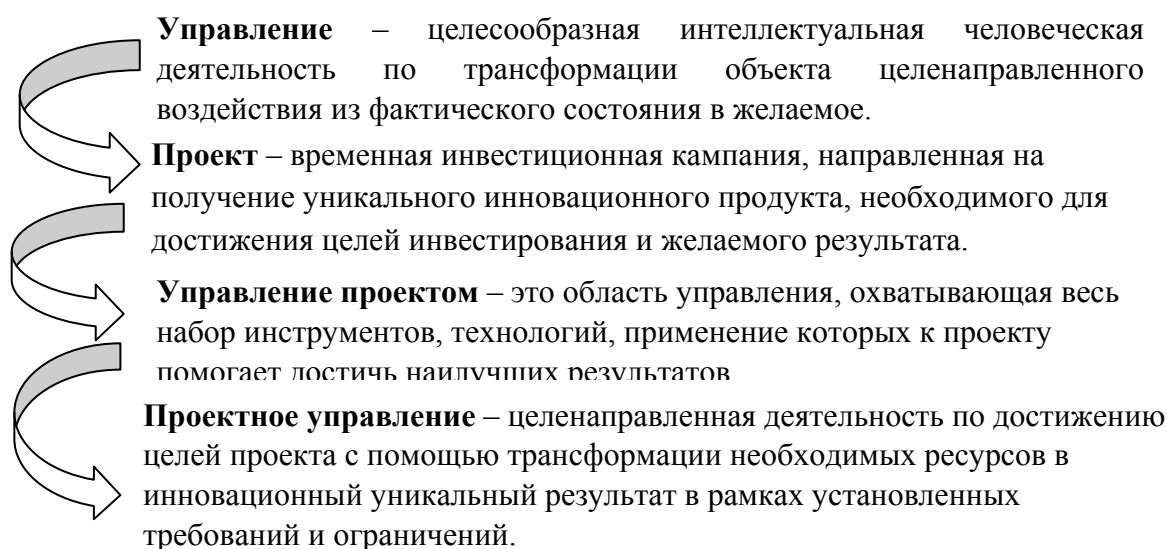 Управление – целесообразная интеллектуальная человеческая
деятельность по трансформации объекта целенаправленного
воздействия из фактического состояния в желаемое.
Проект – временная инвестиционная кампания, направленная на
получение уникального инновационного продукта, необходимого для
достижения целей инвестирования и желаемого результата.
Управление проектом – это область управления, охватывающая весь
набор инструментов, технологий, применение которых к проекту
помогает достичь наилучших результатов
Проектное управление – целенаправленная деятельность по достижению
целей проекта с помощью трансформации необходимых ресурсов в
инновационный уникальный результат в рамках установленных
требований и ограничений.